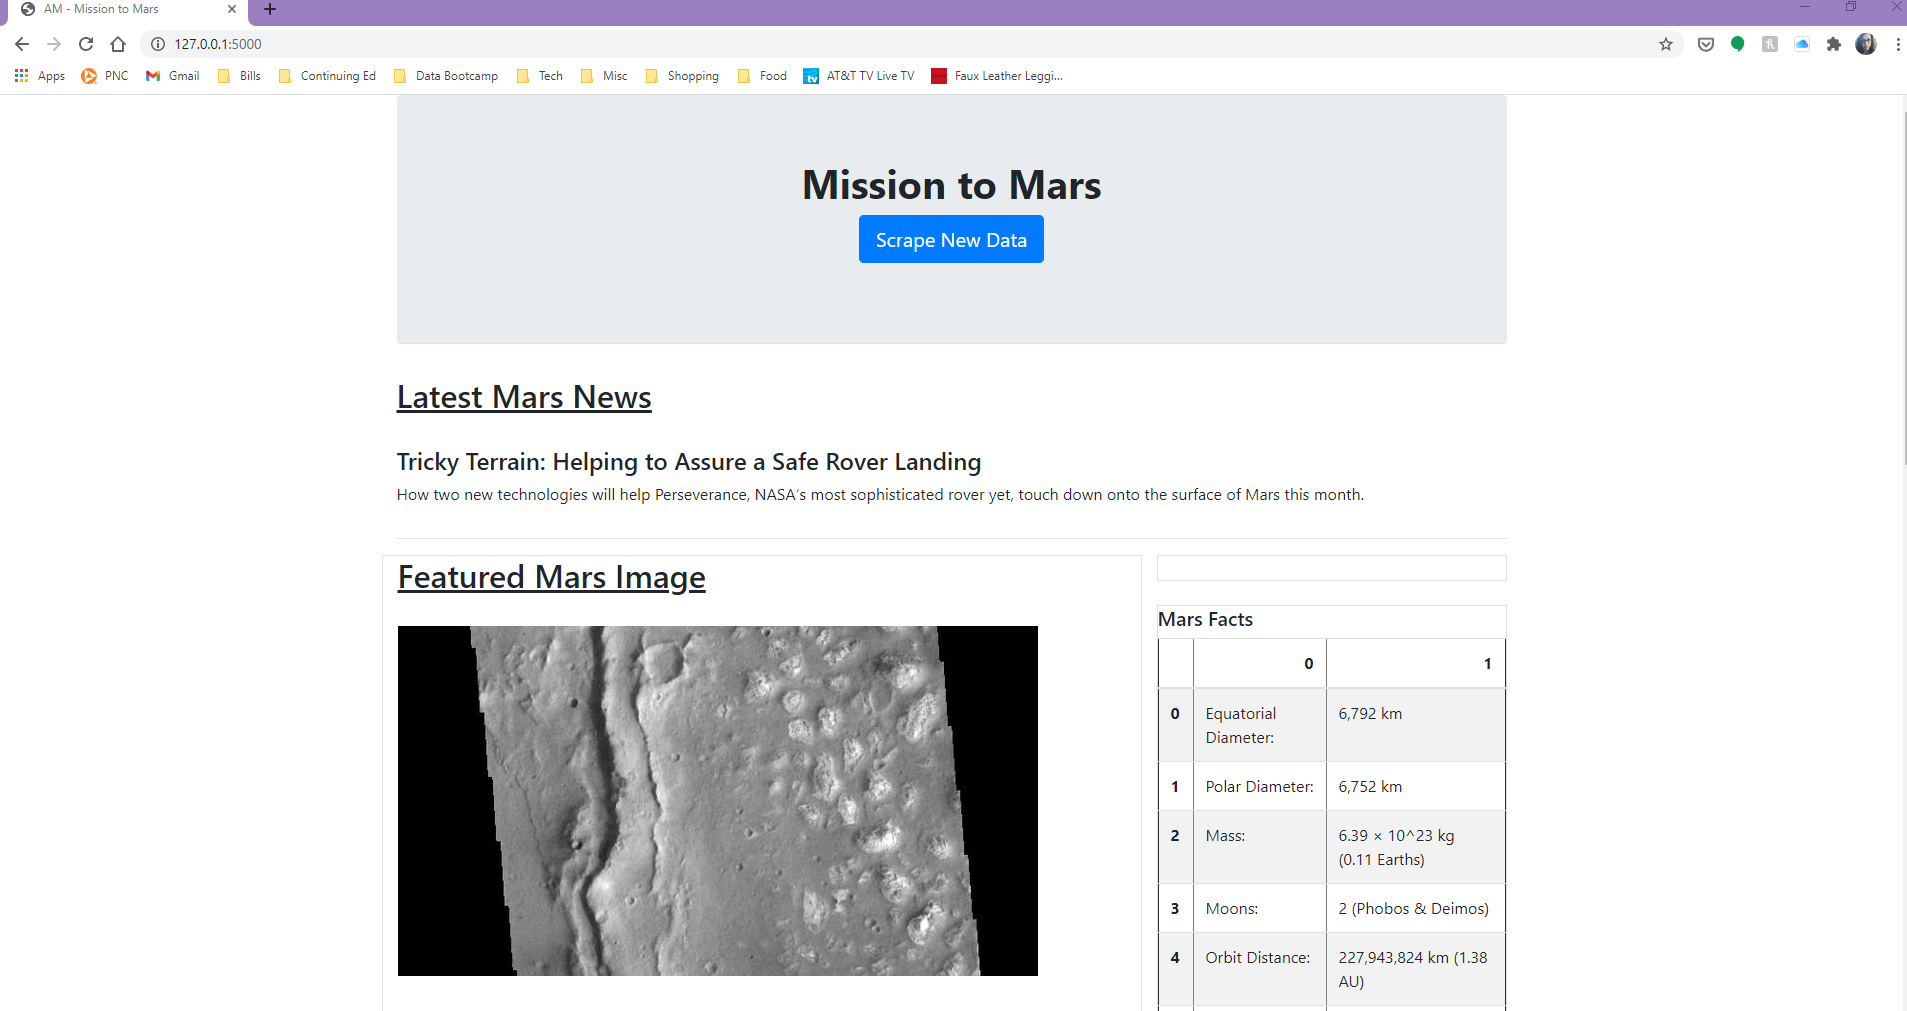 AM - Mission to Mars
127.0.0.1:5000
Apps PNC Gmail Bills Continuing Ed Data Bootcamp Tech Misc Shopping Food tv AT&T TV Live TV Faux Leather Leggi...
Mission to Mars
Scrape New Data
Latest Mars News
Tricky Terrain: Helping to Assure a Safe Rover Landing
How two new technologies will help Perseverance, NASA's most sophisticated rover yet, touch down onto the surface of Mars this month.
Featured Mars Image
Mars Facts
0 1
0 Equatorial 6,792 km
Diameter:
1 Polar Diameter: 6,752 km
2 Mass: 6.39 × 10^23 kg
(0.11 Earths)
3 Moons: 2 (Phobos & Deimos)
4 Orbit Distance: 227,943,824 km (1.38
AU)